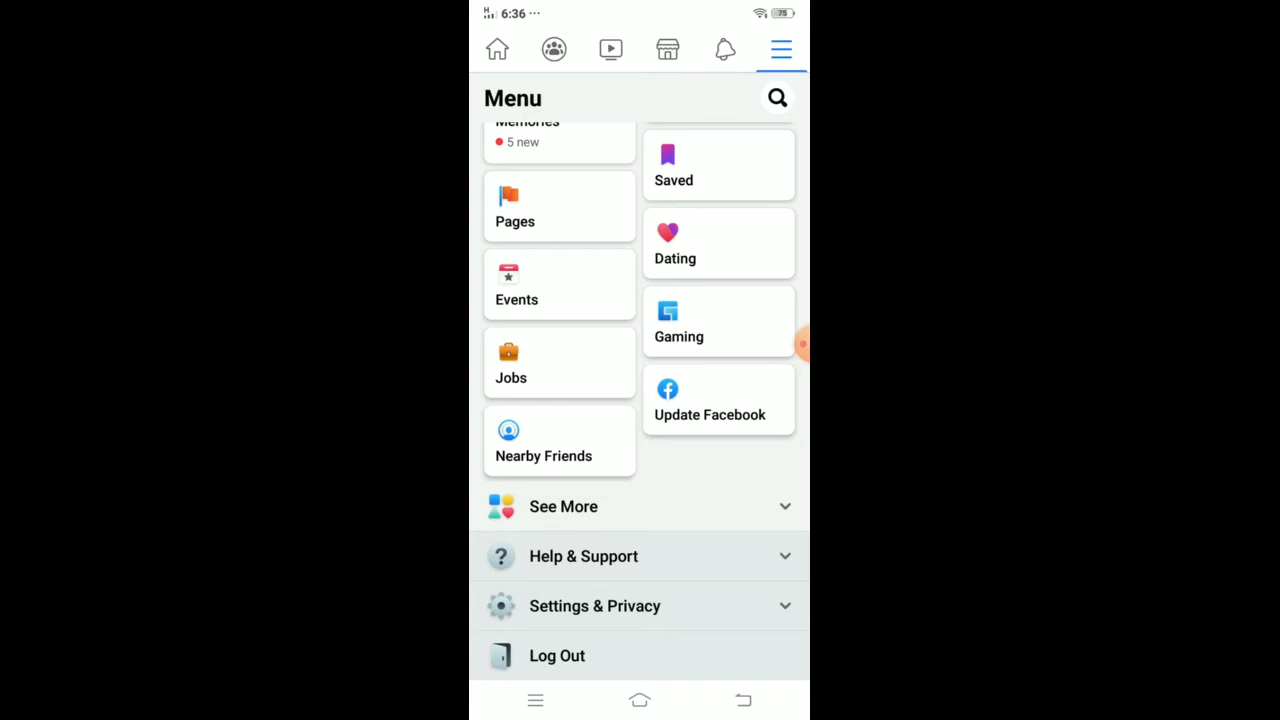 H 6:36 ··· 75
Menu
Memories
5 new
Saved
Pages
Dating
Events
Gaming
Jobs
Update Facebook
Nearby Friends
See More
Help & Support
Settings & Privacy
Log Out